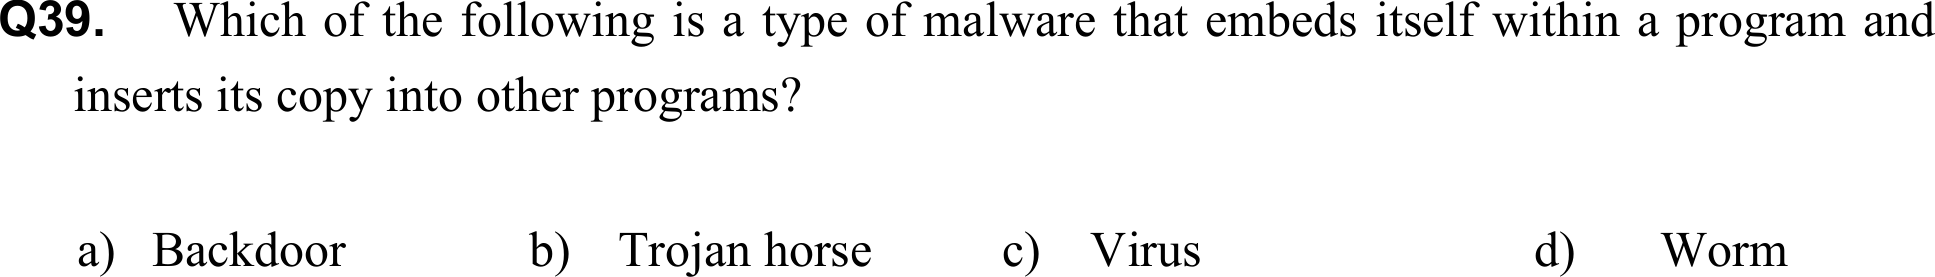 Q39. Which of the following is a type of malware that embeds itself within a program and
inserts its copy into other programs?
a) Backdoor b) Trojan horse c) Virus d) Worm